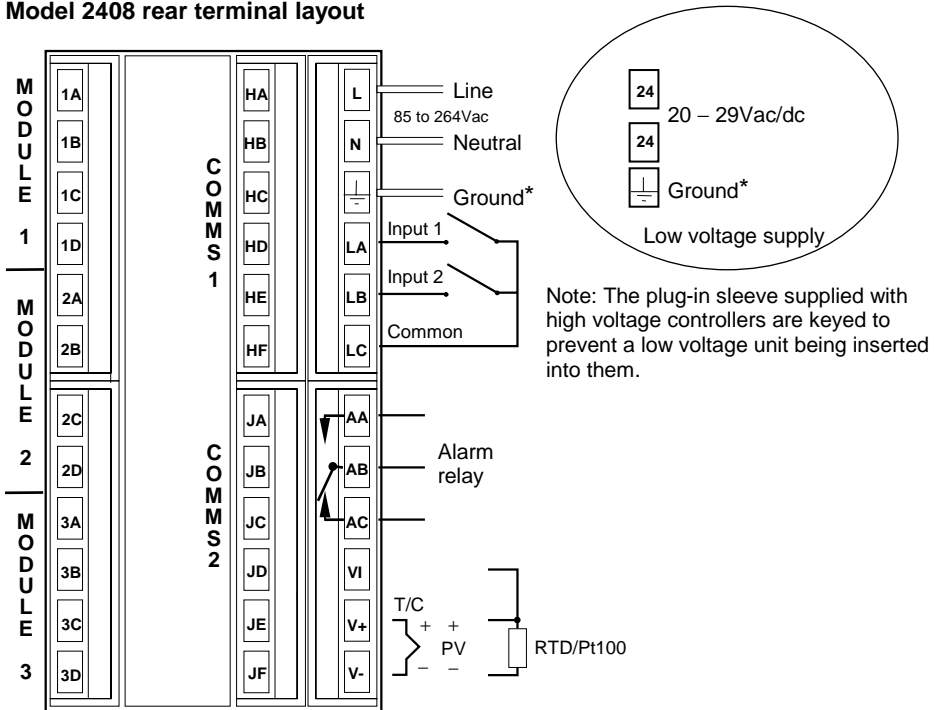 Model 2408 rear terminal layout
MODULE 1
MODULE 2
MODULE 3
1A
1B
1C
1D
2A
2B
2C
2D
3A
3B
3C
3D
COMMS 1
COMMS 2
HA
HB
HC
HD
HE
HF
JA
JB
JC
JD
JE
JF
L
N
LA
LB
LC
AA
AB
AC
VI
V+
V-
Line
85 to 264Vac
Neutral
Ground*
Input 1
Input 2
Common
Alarm
relay
T/C
+ +
PV
− −
RTD/Pt100
24
20 − 29Vac/dc
24
Ground*
Low voltage supply
Note: The plug-in sleeve supplied with
high voltage controllers are keyed to
prevent a low voltage unit being inserted
into them.